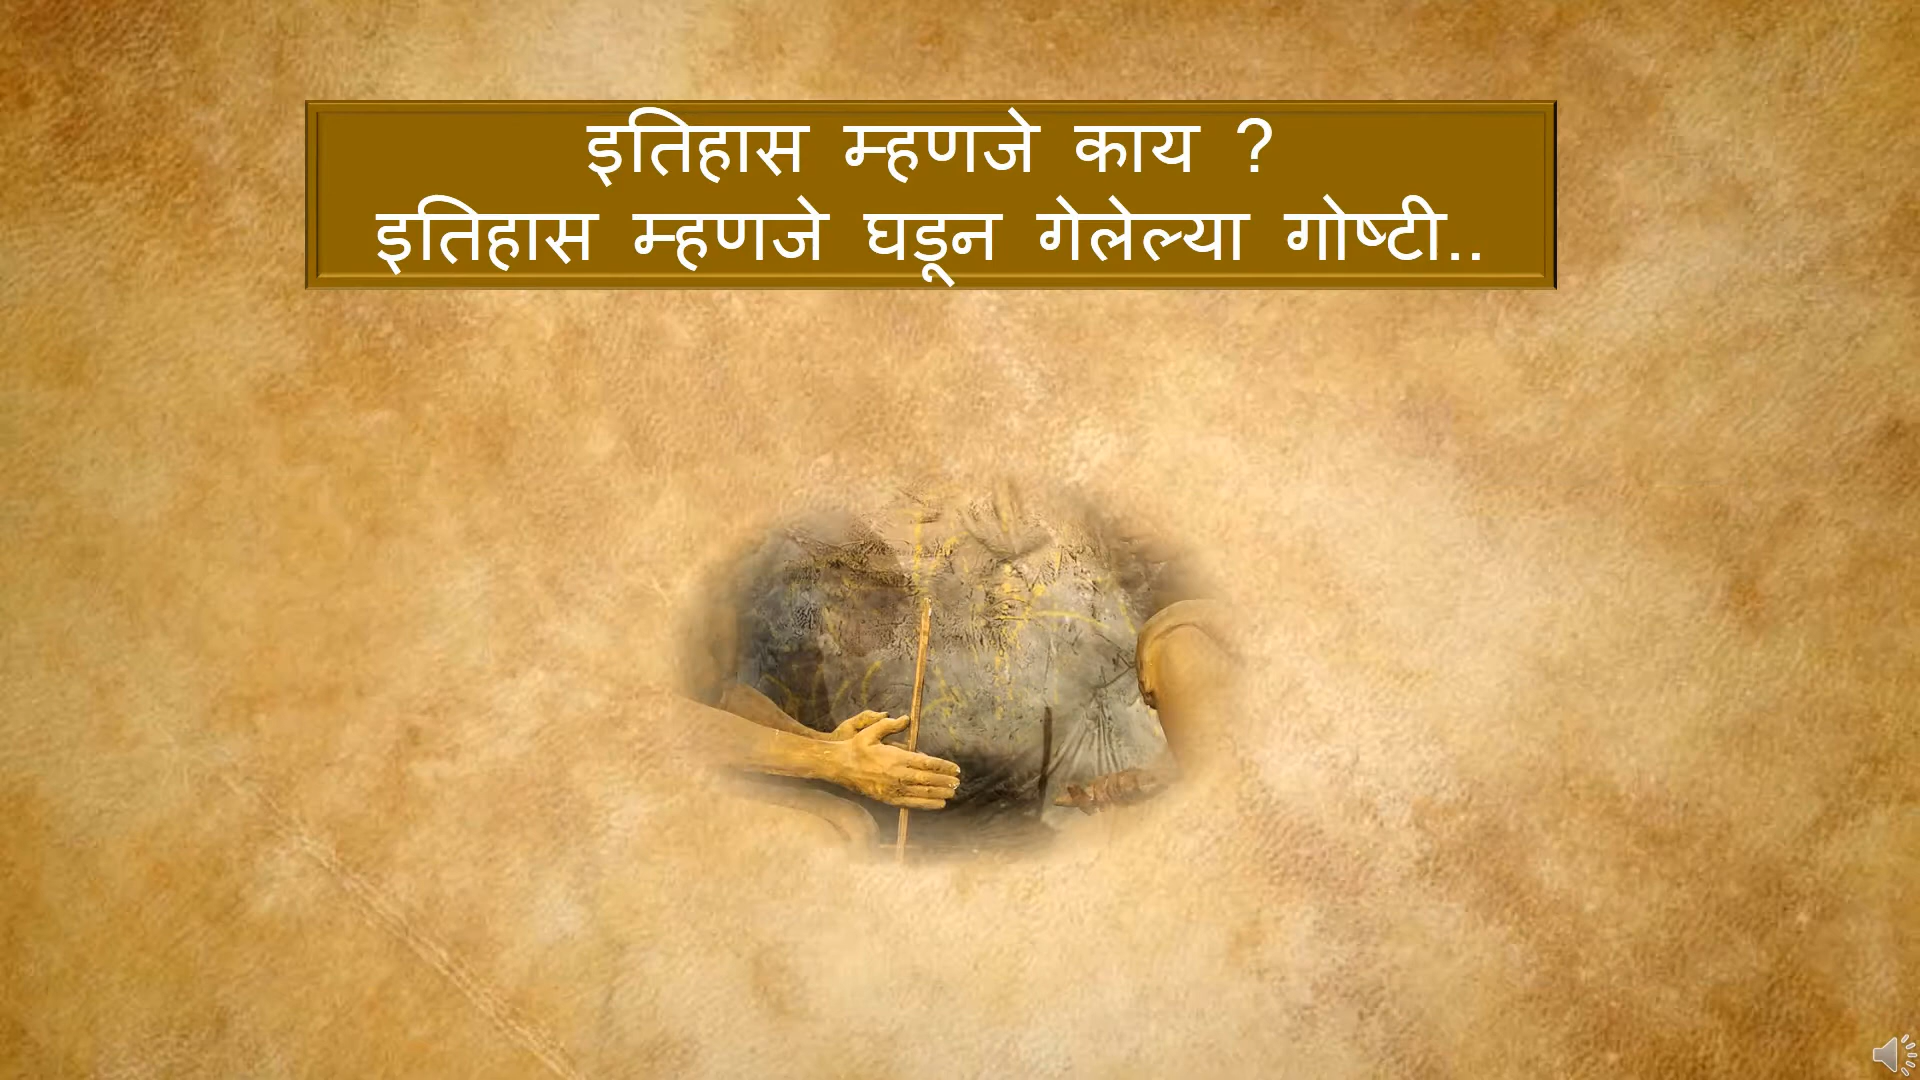 इतिहास म्हणजे काय ?
इतिहास म्हणजे घडून गेलेल्या गोष्टी..